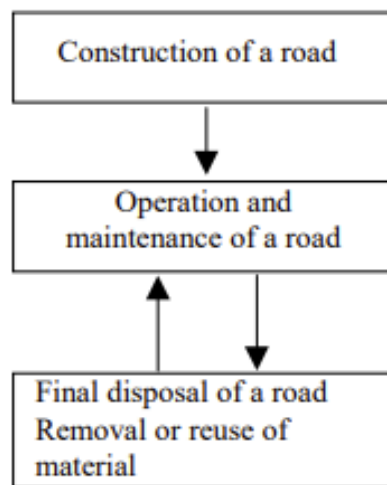 Construction of a road
Operation and
maintenance of a road
Final disposal of a road
Removal or reuse of
material